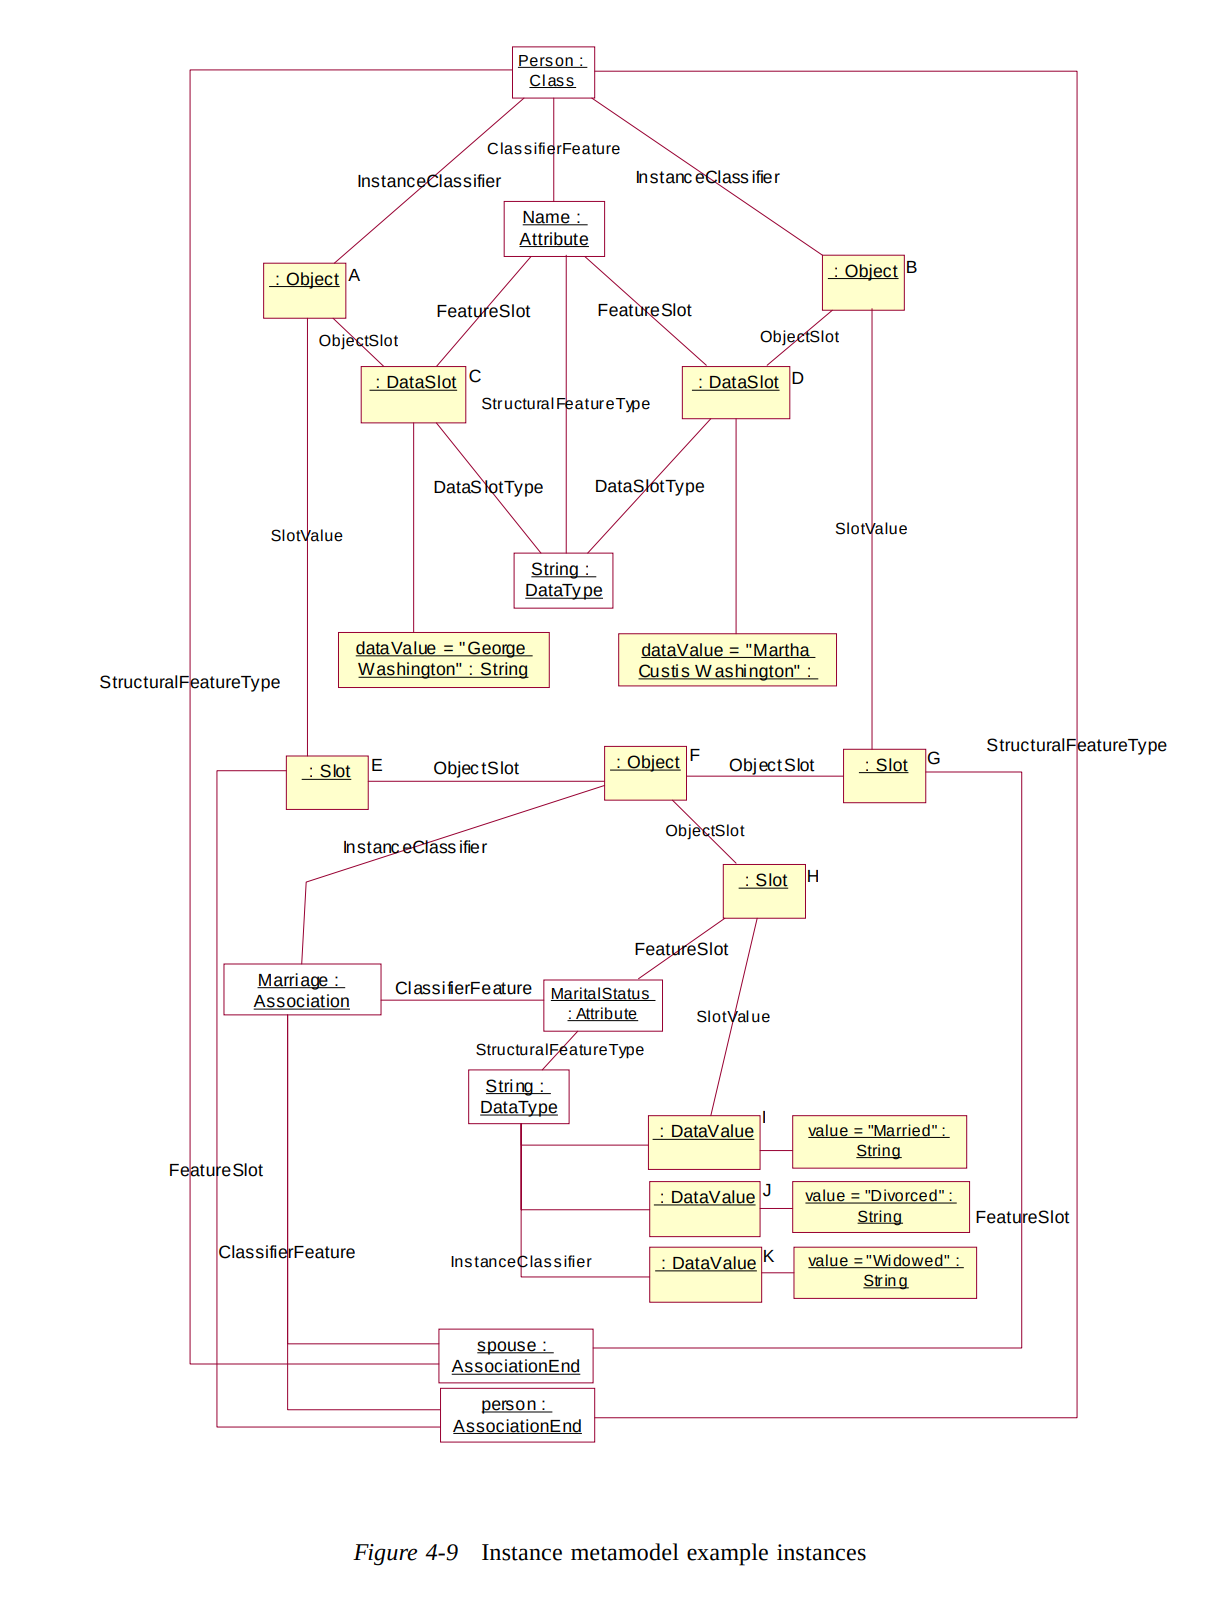 Person :
Class
ClassifierFeature
InstanceClassifier
InstanceClassifier
Name :
Attribute
: Object
A
: Object
B
FeatureSlot
FeatureSlot
ObjectSlot
ObjectSlot
: DataSlot
C
: DataSlot
D
StructuralFeatureType
DataSlotType
DataSlotType
SlotValue
SlotValue
String :
DataType
dataValue = "George
Washington" : String
dataValue = "Martha
Custis Washington" :
StructuralFeatureType
StructuralFeatureType
: Slot
E
ObjectSlot
: Object
F
ObjectSlot
: Slot
G
ObjectSlot
InstanceClassifier
: Slot
H
FeatureSlot
Marriage :
Association
ClassifierFeature
MaritalStatus
: Attribute
SlotValue
StructuralFeatureType
String :
DataType
: DataValue
I
value = "Married" :
String
FeatureSlot
: DataValue
J
value = "Divorced" :
String
FeatureSlot
ClassifierFeature
InstanceClassifier
: DataValue
K
value = "Widowed" :
String
spouse :
AssociationEnd
person :
AssociationEnd
Figure 4-9 Instance metamodel example instances